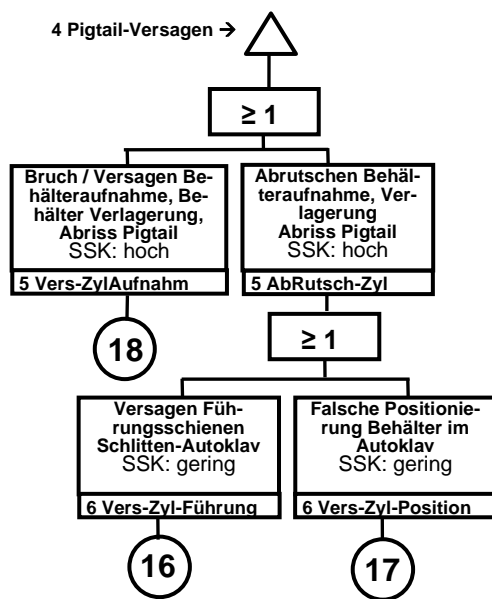 4 Pigtail-Versagen →
≥ 1
Bruch / Versagen Be-
hälteraufnahme, Be-
hälter Verlagerung,
Abriss Pigtail
SSK: hoch
5 Vers-ZylAufnahm
18
Abrutschen Behäl-
teraufnahme, Ver-
lagerung
Abriss Pigtail
SSK: hoch
5 AbRutsch-Zyl
≥ 1
Versagen Füh-
rungsschienen
Schlitten-Autoklav
SSK: gering
6 Vers-Zyl-Führung
16
Falsche Positionie-
rung Behälter im
Autoklav
SSK: gering
6 Vers-Zyl-Position
17